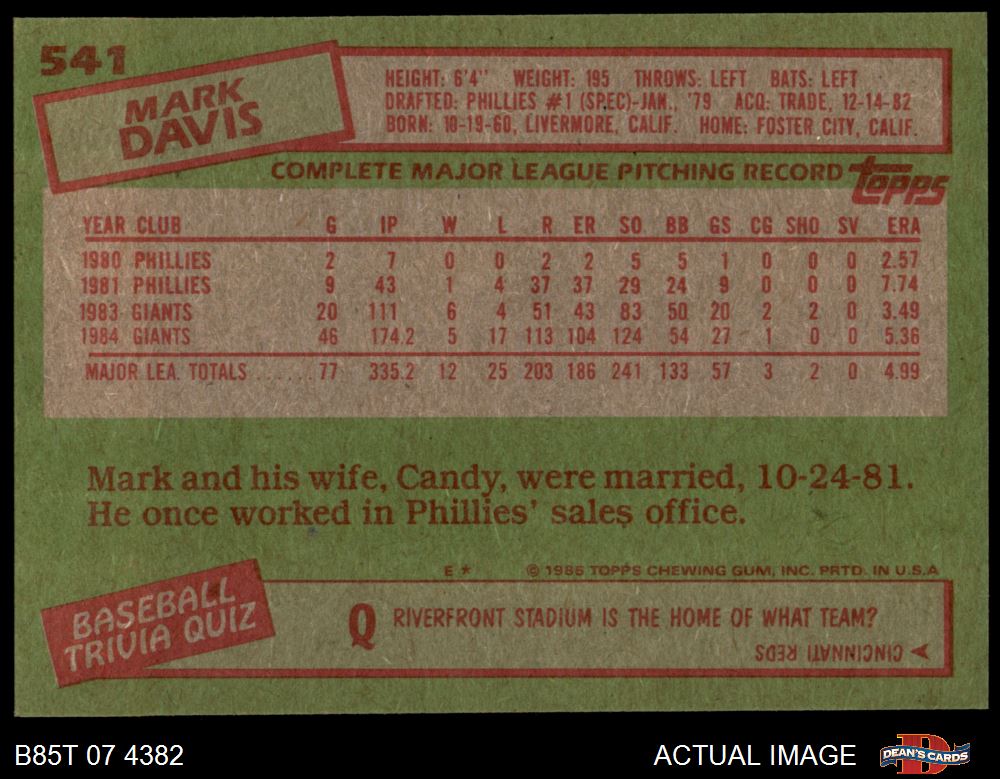 541
MARK
DAVIS
HEIGHT: 6'4" WEIGHT: 195 THROWS: LEFT BATS: LEFT
DRAFTED: PHILLIES #1 (SPEC)-JAN., '79 ACQ: TRADE, 12-14-82
BORN: 10-19-60, LIVERMORE, CALIF. HOME: FOSTER CITY, CALIF.
COMPLETE MAJOR LEAGUE PITCHING RECORD
topps
YEAR CLUB G IP W L R ER SO BB GS CG SHO SV ERA
1980 PHILLIES 2 7 0 0 2 2 5 5 1 0 0 0 2.57
1981 PHILLIES 9 43 1 4 37 37 29 24 9 0 0 0 7.74
1983 GIANTS 20 111 6 4 51 43 83 50 20 2 2 0 3.49
1984 GIANTS 46 174.2 5 17 113 104 124 54 27 1 0 0 5.36
MAJOR LEA. TOTALS ...... 77 335.2 12 25 203 186 241 133 57 3 2 0 4.99
Mark and his wife, Candy, were married, 10-24-81.
He once worked in Phillies' sales office.
E * © 1985 TOPPS CHEWING GUM, INC. PRTD. IN U.S.A
BASEBALL
TRIVIA QUIZ
Q RIVERFRONT STADIUM IS THE HOME OF WHAT TEAM?
CINCINNATI REDS
B85T 07 4382
ACTUAL IMAGE
D
DEAN'S CARDS